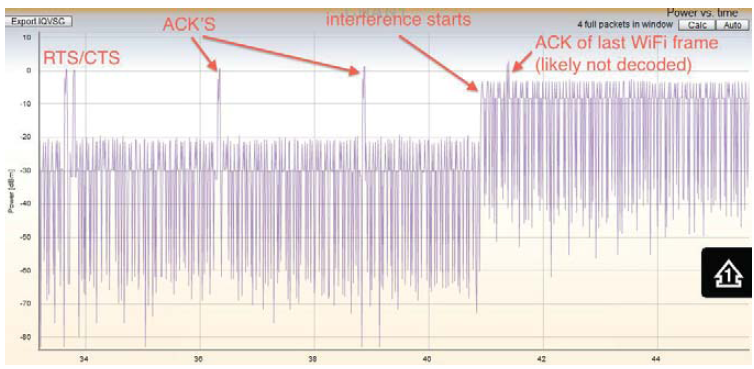 Export IQVSG
Power vs. time
4 full packets in window
Calc
Auto
RTS/CTS
ACK'S
interference starts
ACK of last WiFi frame
(likely not decoded)
Power [dBm]
10
0
-10
-20
-30
-40
-50
-60
-70
-80
34
36
38
40
42
44
1